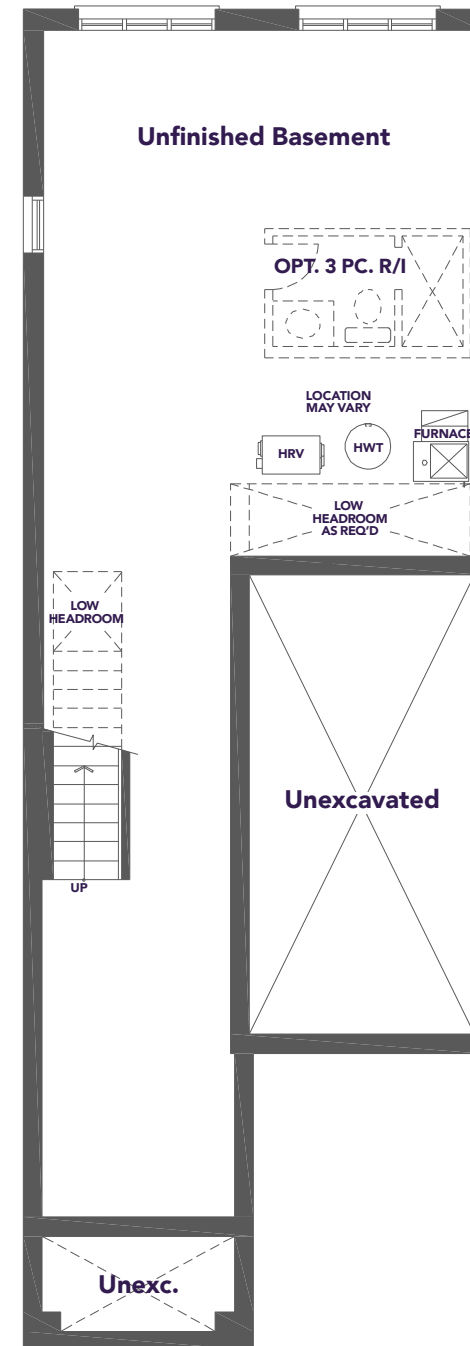 Unfinished Basement
OPT. 3 PC. R/I
LOCATION
MAY VARY
HRV
HWT
FURNACE
LOW
HEADROOM
AS REQ'D
LOW
HEADROOM
Unexcavated
UP
Unexc.